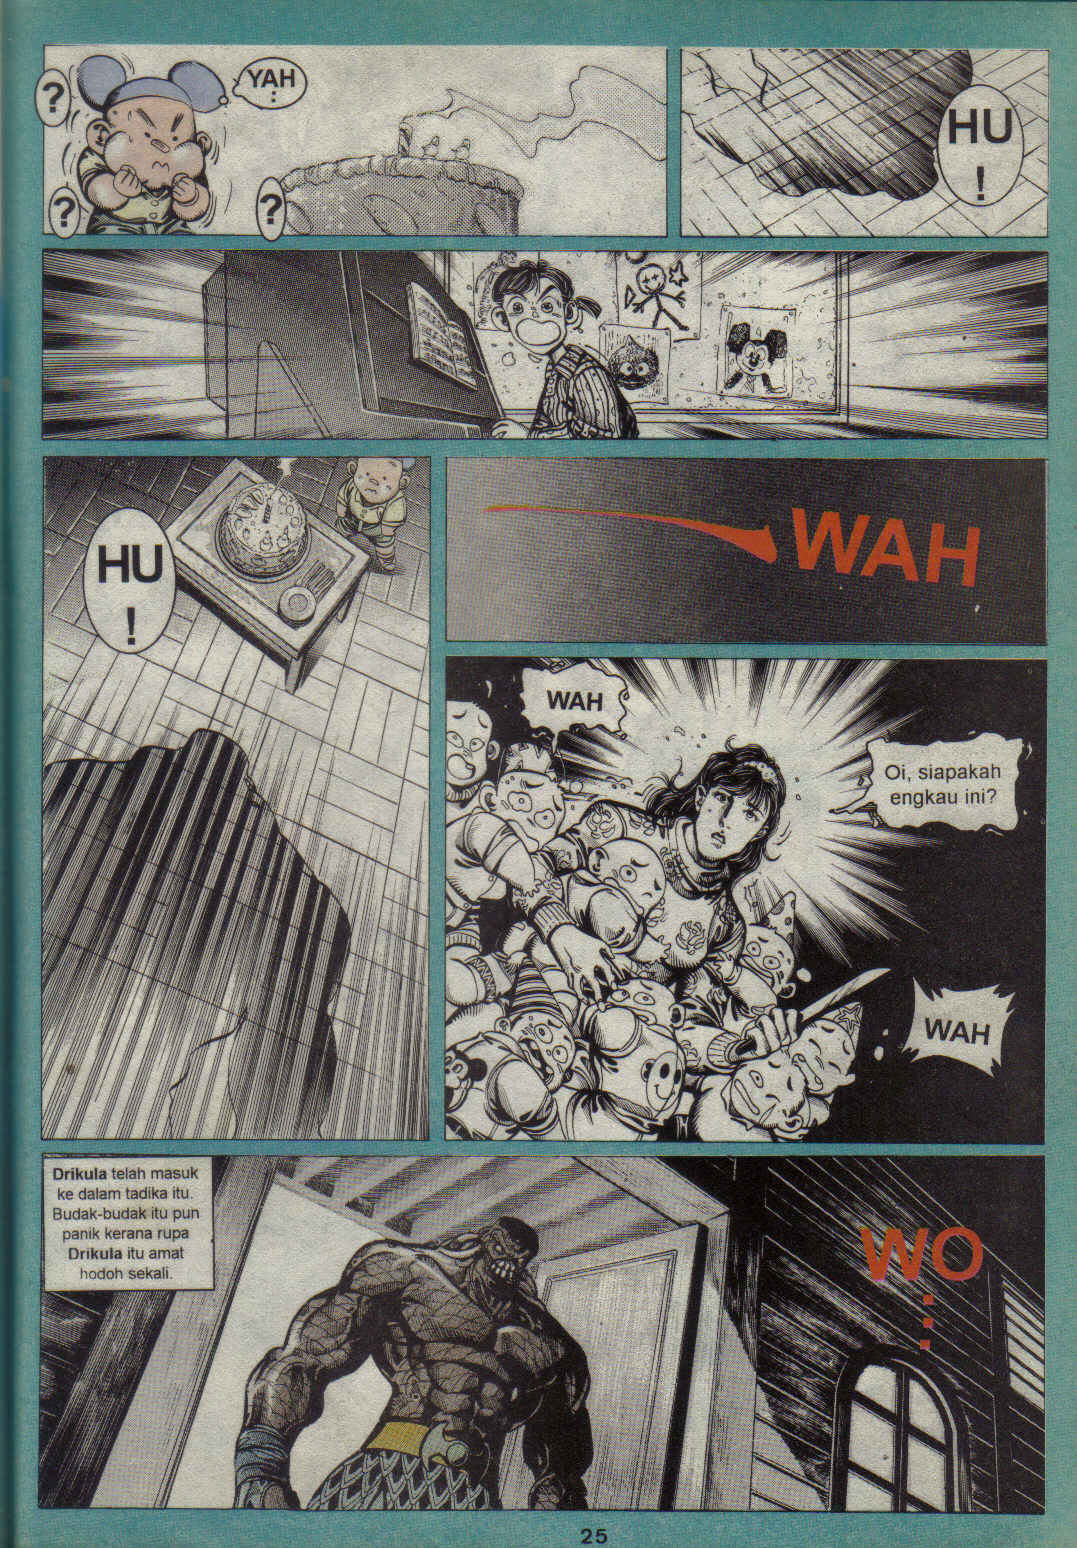 ?
YAH
:
?
?
HU
!
HU
!
WAH
WAH
Oi, siapakah
engkau ini?
WAH
Drikula telah masuk
ke dalam tadika itu.
Budak-budak itu pun
panik kerana rupa
Drikula itu amat
hodoh sekali.
WO
⋮
25